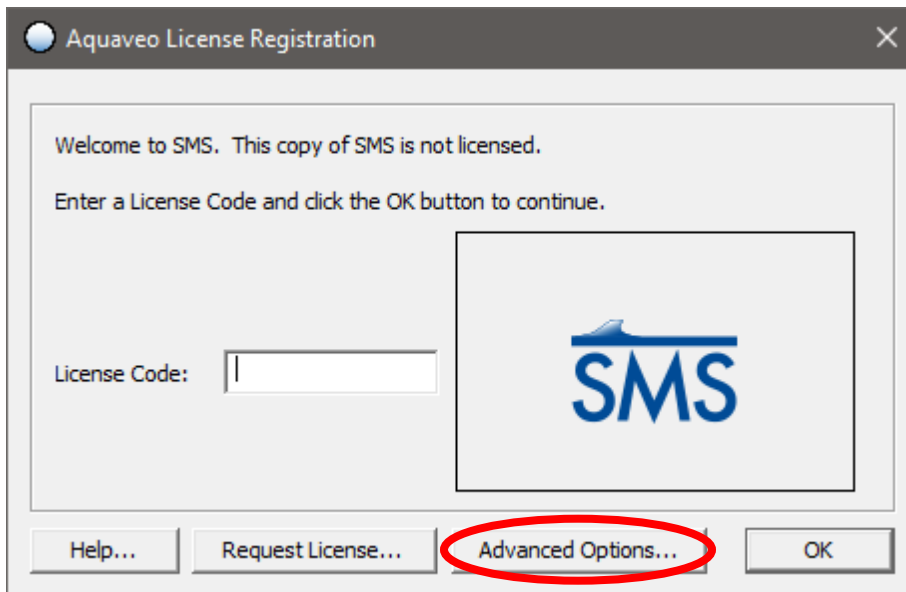 Aquaveo License Registration
Welcome to SMS. This copy of SMS is not licensed.
Enter a License Code and click the OK button to continue.
License Code:
SMS
Help...
Request License...
Advanced Options...
OK